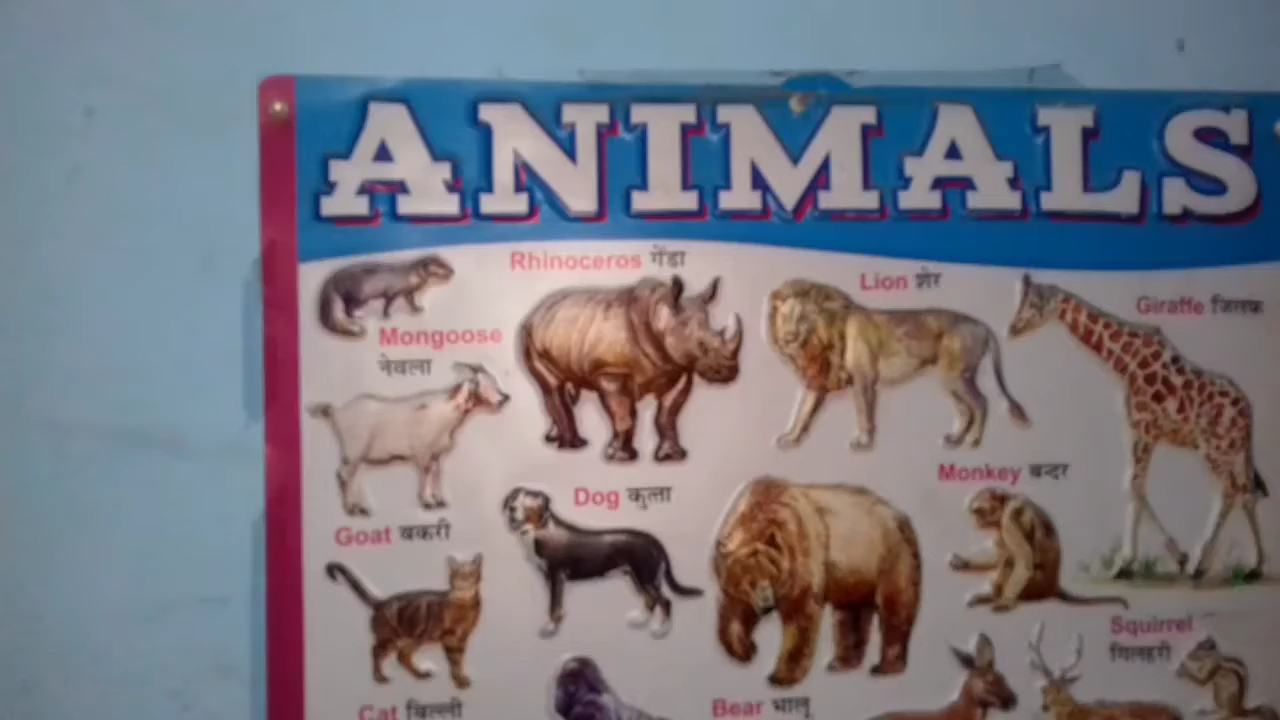 ANIMALS
Rhinoceros गेंडा
Lion शेर
Giraffe जिराफ
Mongoose
नेवला
Monkey बन्दर
Dog कुत्ता
Goat बकरी
Squirrel
गिलहरी
Cat बिल्ली
Bear भालू